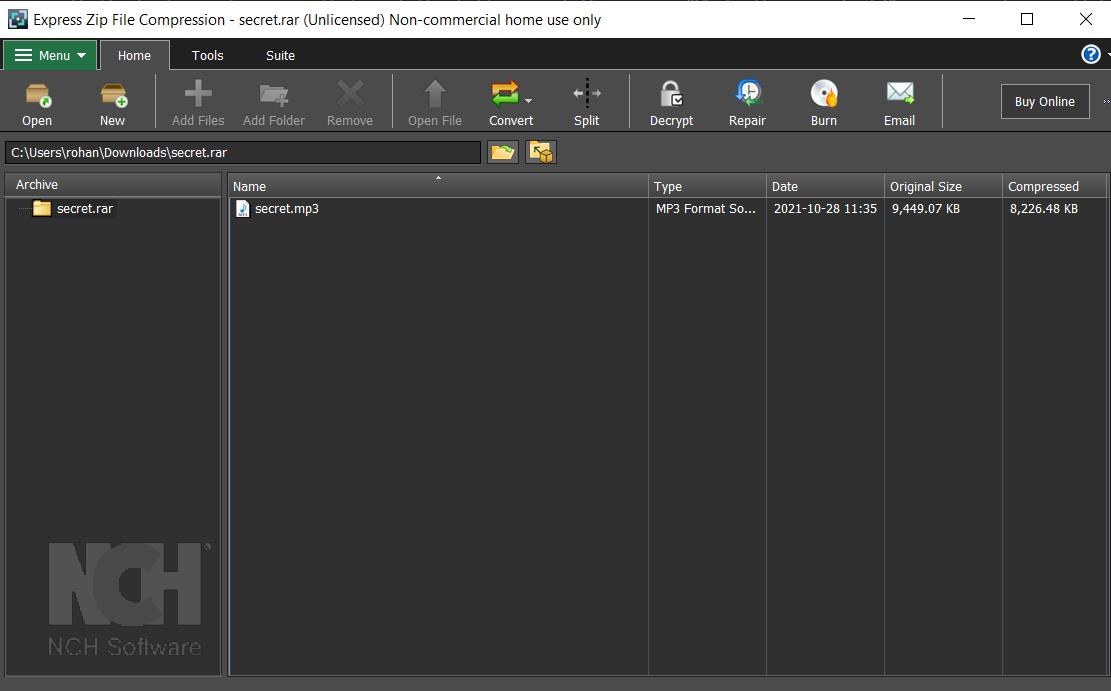 Express Zip File Compression - secret.rar (Unlicensed) Non-commercial home use only
Menu Home Tools Suite ?
Open New Add Files Add Folder Remove Open File Convert Split Decrypt Repair Burn Email Buy Online
C:\Users\rohan\Downloads\secret.rar
Archive Name Type Date Original Size Compressed
secret.rar secret.mp3 MP3 Format So... 2021-10-28 11:35 9,449.07 KB 8,226.48 KB
NCH
NCH Software